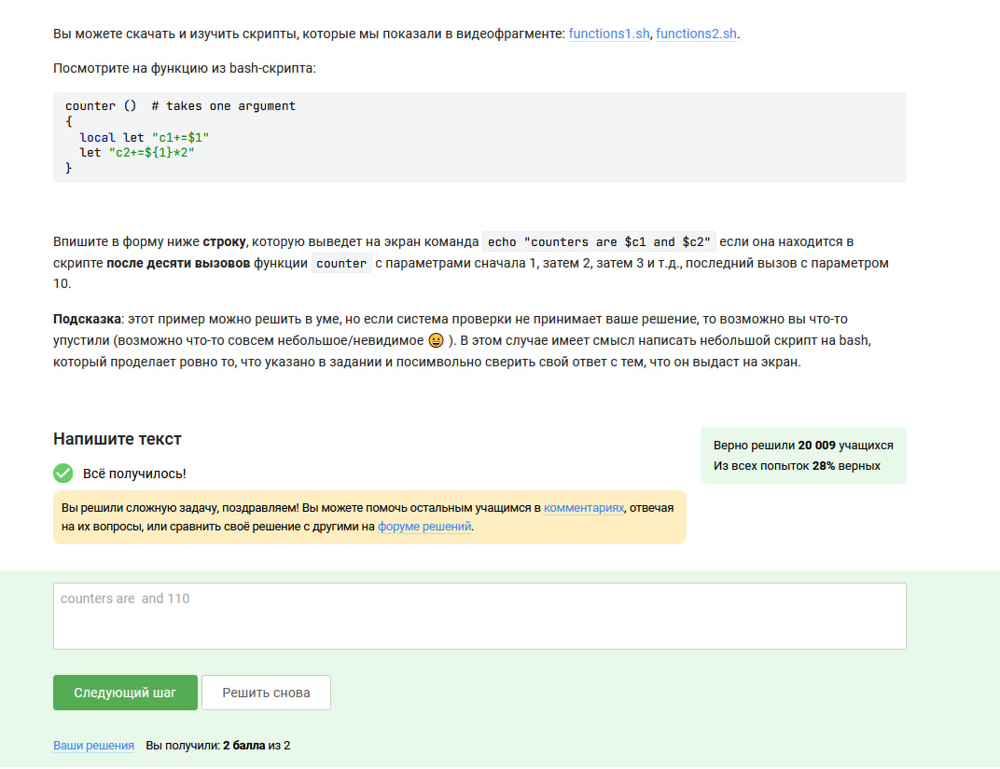 Вы можете скачать и изучить скрипты, которые мы показали в видеофрагменте: functions1.sh, functions2.sh.
Посмотрите на функцию из bash-скрипта:
counter ()  # takes one argument
{
  local let "c1+=$1"
  let "c2+=${1}*2"
}
Впишите в форму ниже строку, которую выведет на экран команда echo "counters are $c1 and $c2" если она находится в
скрипте после десяти вызовов функции counter с параметрами сначала 1, затем 2, затем 3 и т.д., последний вызов с параметром
10.
Подсказка: этот пример можно решить в уме, но если система проверки не принимает ваше решение, то возможно вы что-то
упустили (возможно что-то совсем небольшое/невидимое 😀 ). В этом случае имеет смысл написать небольшой скрипт на bash,
который проделает ровно то, что указано в задании и посимвольно сверить свой ответ с тем, что он выдаст на экран.
Напишите текст
Верно решили 20 009 учащихся
Из всех попыток 28% верных
Всё получилось!
Вы решили сложную задачу, поздравляем! Вы можете помочь остальным учащимся в комментариях, отвечая
на их вопросы, или сравнить своё решение с другими на форуме решений.
counters are  and 110
Следующий шаг
Решить снова
Ваши решения Вы получили: 2 балла из 2